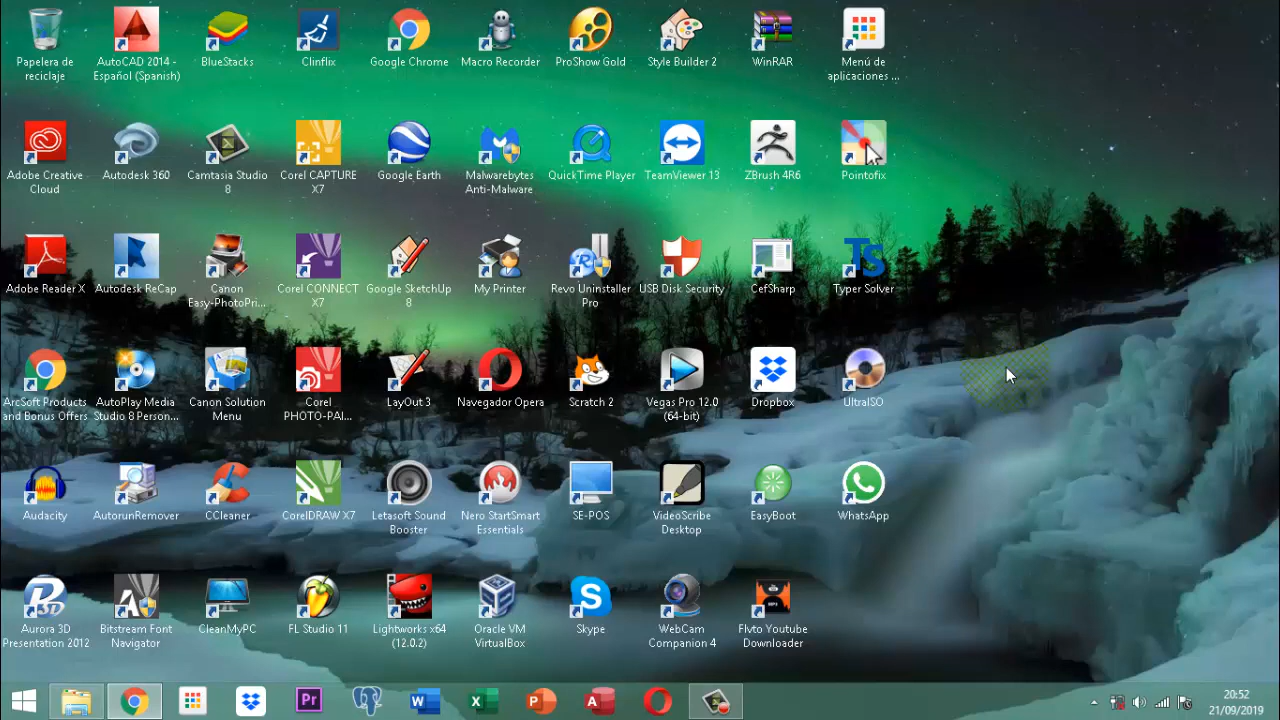 Papelera de
reciclaje
AutoCAD 2014 -
Español (Spanish)
BlueStacks
Clinflix
Google Chrome
Macro Recorder
ProShow Gold
Style Builder 2
WinRAR
Menú de
aplicaciones ...
Adobe Creative
Cloud
Autodesk 360
Camtasia Studio
8
Corel CAPTURE
X7
Google Earth
Malwarebytes
Anti-Malware
QuickTime Player
TeamViewer 13
ZBrush 4R6
Pointofix
Adobe Reader X
Autodesk ReCap
Canon
Easy-PhotoPri...
Corel CONNECT
X7
Google SketchUp
8
My Printer
Revo Uninstaller
Pro
USB Disk Security
CefSharp
TS
Typer Solver
ArcSoft Products
and Bonus Offers
AutoPlay Media
Studio 8 Person...
Canon Solution
Menu
Corel
PHOTO-PAI...
LayOut 3
Navegador Opera
Scratch 2
Vegas Pro 12.0
(64-bit)
Dropbox
UltraISO
Audacity
AutorunRemover
CCleaner
CorelDRAW X7
Letasoft Sound
Booster
Nero StartSmart
Essentials
SE-POS
VideoScribe
Desktop
EasyBoot
WhatsApp
Aurora 3D
Presentation 2012
Bitstream Font
Navigator
CleanMyPC
FL Studio 11
Lightworks x64
(12.0.2)
Oracle VM
VirtualBox
Skype
WebCam
Companion 4
Flvto Youtube
Downloader
Pr
20:52
21/09/2019